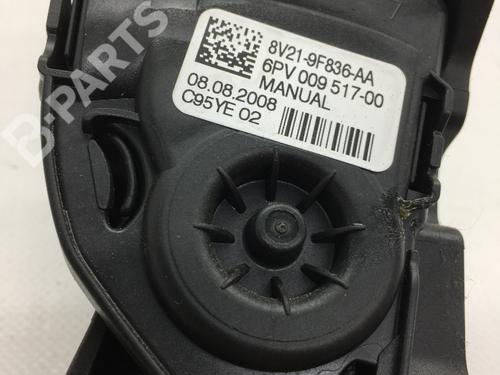 8V21-9F836-AA
6PV 009 517-00
MANUAL
08.08.2008
C95YE 02
B-PARTS